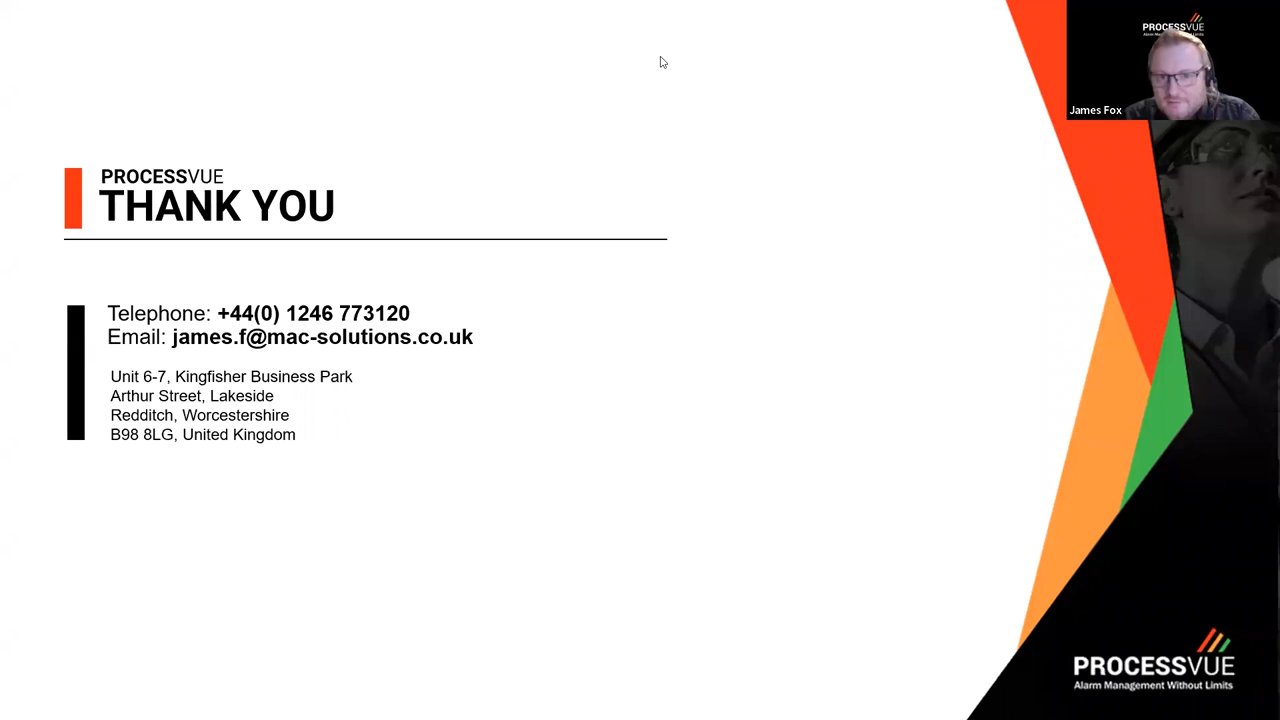 PROCESSVUE
James Fox
PROCESSVUE
THANK YOU
Telephone: +44(0) 1246 773120
Email: james.f@mac-solutions.co.uk
Unit 6-7, Kingfisher Business Park
Arthur Street, Lakeside
Redditch, Worcestershire
B98 8LG, United Kingdom
PROCESSVUE
Alarm Management Without Limits